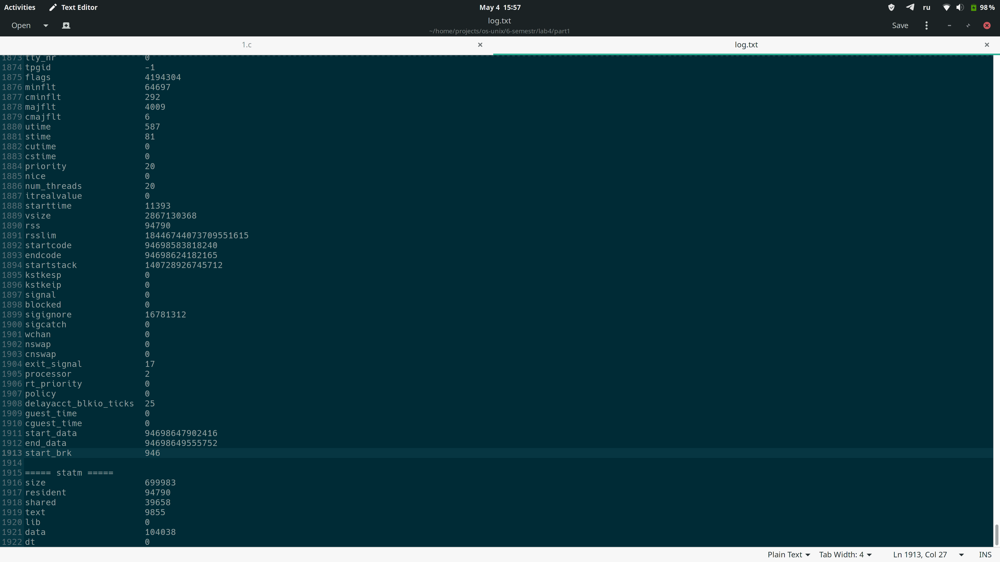 Activities Text Editor May 4 15:57 ru 98 %
Open log.txt Save
~/home/projects/os-unix/6-semestr/lab4/part1
1.c log.txt
1873 tty_nr 0
1874 tpgid -1
1875 flags 4194304
1876 minflt 64697
1877 cminflt 292
1878 majflt 4009
1879 cmajflt 6
1880 utime 587
1881 stime 81
1882 cutime 0
1883 cstime 0
1884 priority 20
1885 nice 0
1886 num_threads 20
1887 itrealvalue 0
1888 starttime 11393
1889 vsize 2867130368
1890 rss 94790
1891 rsslim 18446744073709551615
1892 startcode 94698583818240
1893 endcode 94698624182165
1894 startstack 140728926745712
1895 kstkesp 0
1896 kstkeip 0
1897 signal 0
1898 blocked 0
1899 sigignore 16781312
1900 sigcatch 0
1901 wchan 0
1902 nswap 0
1903 cnswap 0
1904 exit_signal 17
1905 processor 2
1906 rt_priority 0
1907 policy 0
1908 delayacct_blkio_ticks 25
1909 guest_time 0
1910 cguest_time 0
1911 start_data 94698647902416
1912 end_data 94698649555752
1913 start_brk 946
1914
1915 ===== statm =====
1916 size 699983
1917 resident 94790
1918 shared 39658
1919 text 9855
1920 lib 0
1921 data 104038
1922 dt 0
Plain Text Tab Width: 4 Ln 1913, Col 27 INS